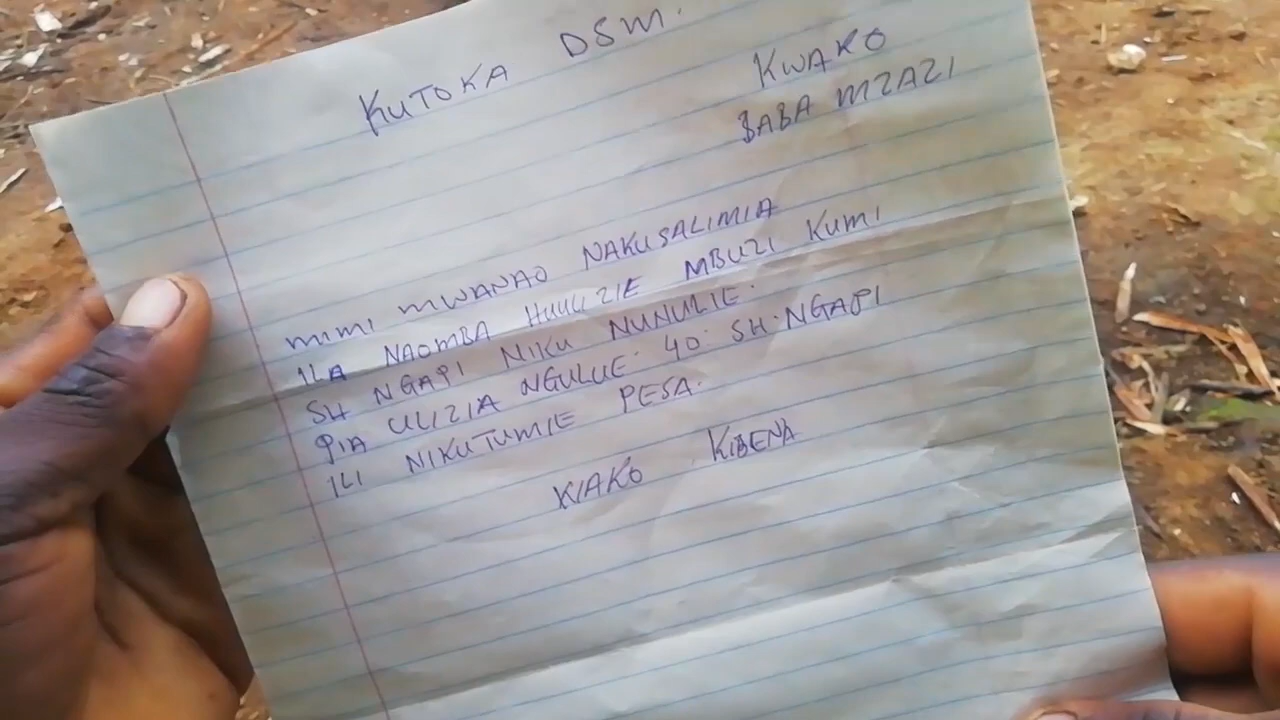 KUTOKA DSM.
KWAKO
BABA MZAZI
MIMI MWANAO NAKUSALIMIA
ILA NAOMBA HUULIZIE MBUZI KUMI
SH NGAPI NIKU NUNULIE.
PIA ULIZIA NGULUE. 40. SH. NGAPI
ILI NIKUTUMIE PESA.
WAKO KIBENA